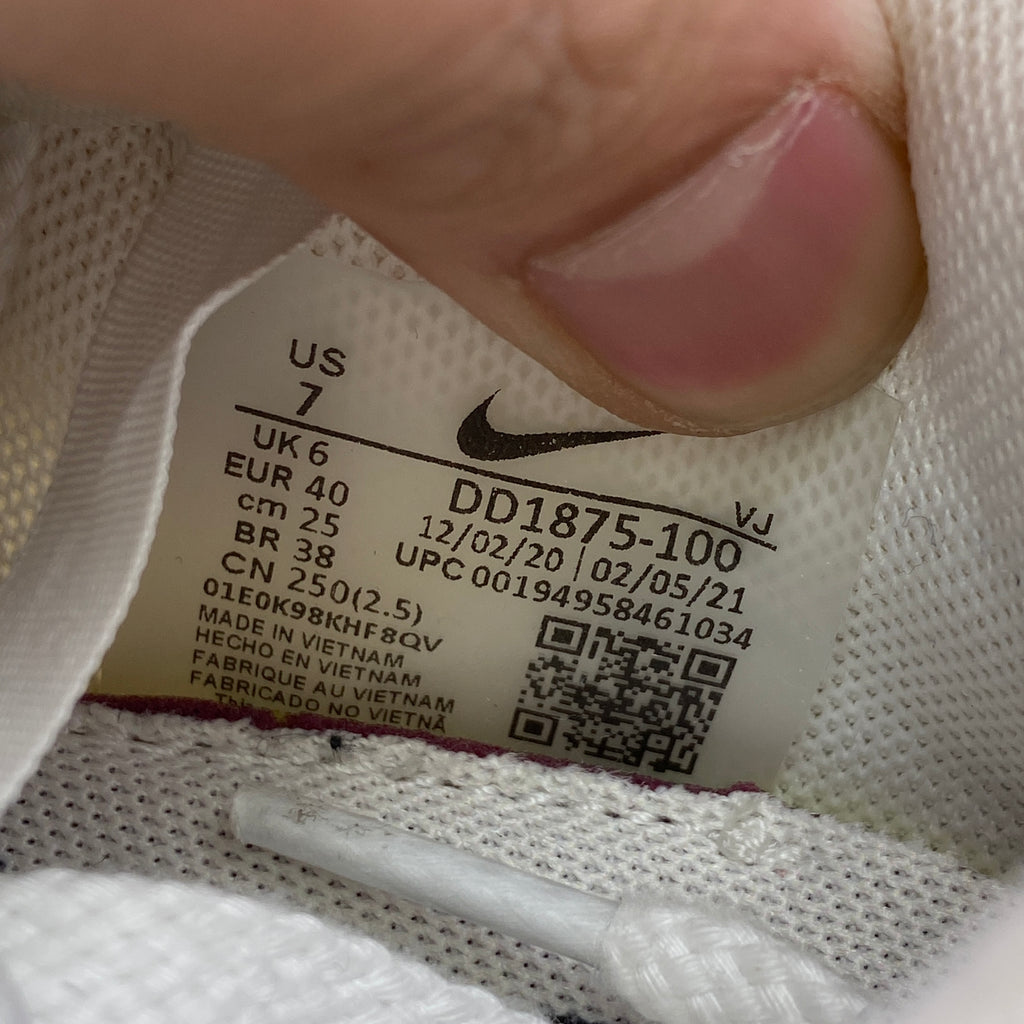 US
7
UK 6
EUR 40
cm 25
BR 38
CN 250(2.5)
01E0K98KHF8QV
MADE IN VIETNAM
HECHO EN VIETNAM
FABRIQUE AU VIETNAM
FABRICADO NO VIETNÃ
VJ
DD1875-100
12/02/20 | 02/05/21
UPC 00194958461034